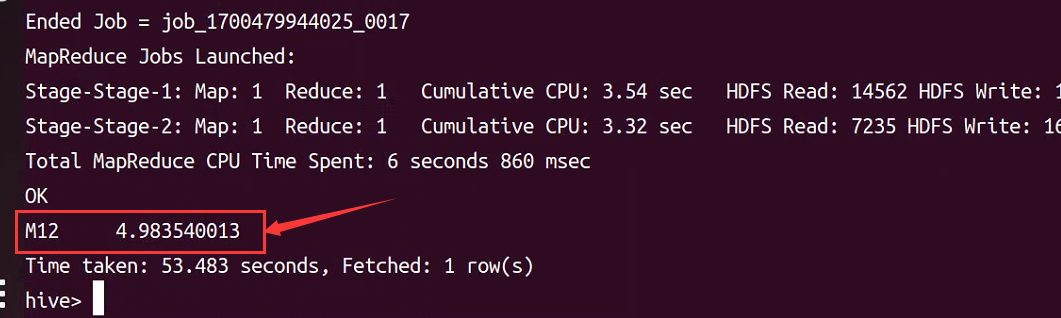 Ended Job = job_1700479944025_0017
MapReduce Jobs Launched:
Stage-Stage-1: Map: 1  Reduce: 1   Cumulative CPU: 3.54 sec   HDFS Read: 14562 HDFS Write: 1
Stage-Stage-2: Map: 1  Reduce: 1   Cumulative CPU: 3.32 sec   HDFS Read: 7235 HDFS Write: 16
Total MapReduce CPU Time Spent: 6 seconds 860 msec
OK
M12     4.983540013
Time taken: 53.483 seconds, Fetched: 1 row(s)
hive>